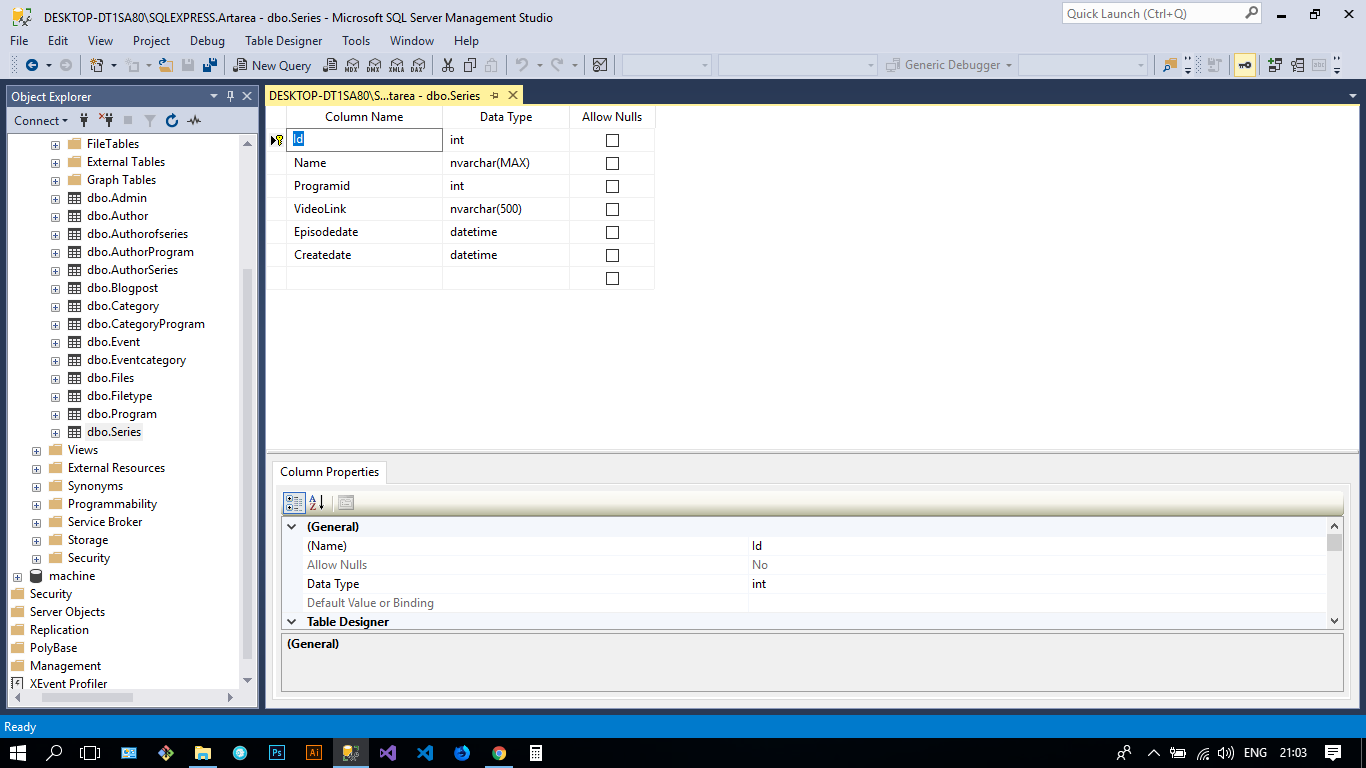 DESKTOP-DT1SA80\SQLEXPRESS.Artarea - dbo.Series - Microsoft SQL Server Management Studio
Quick Launch (Ctrl+Q)
File Edit View Project Debug Table Designer Tools Window Help
New Query MDX DMX XMLA DAX Generic Debugger
Object Explorer
Connect
FileTables
External Tables
Graph Tables
dbo.Admin
dbo.Author
dbo.Authorofseries
dbo.AuthorProgram
dbo.AuthorSeries
dbo.Blogpost
dbo.Category
dbo.CategoryProgram
dbo.Event
dbo.Eventcategory
dbo.Files
dbo.Filetype
dbo.Program
dbo.Series
Views
External Resources
Synonyms
Programmability
Service Broker
Storage
Security
machine
Security
Server Objects
Replication
PolyBase
Management
XEvent Profiler
DESKTOP-DT1SA80\S...tarea - dbo.Series
Column Name Data Type Allow Nulls
Id int
Name nvarchar(MAX)
Programid int
VideoLink nvarchar(500)
Episodedate datetime
Createdate datetime
Column Properties
A Z
(General)
(Name) Id
Allow Nulls No
Data Type int
Default Value or Binding
Table Designer
(General)
Ready
Ps Ai ENG 21:03